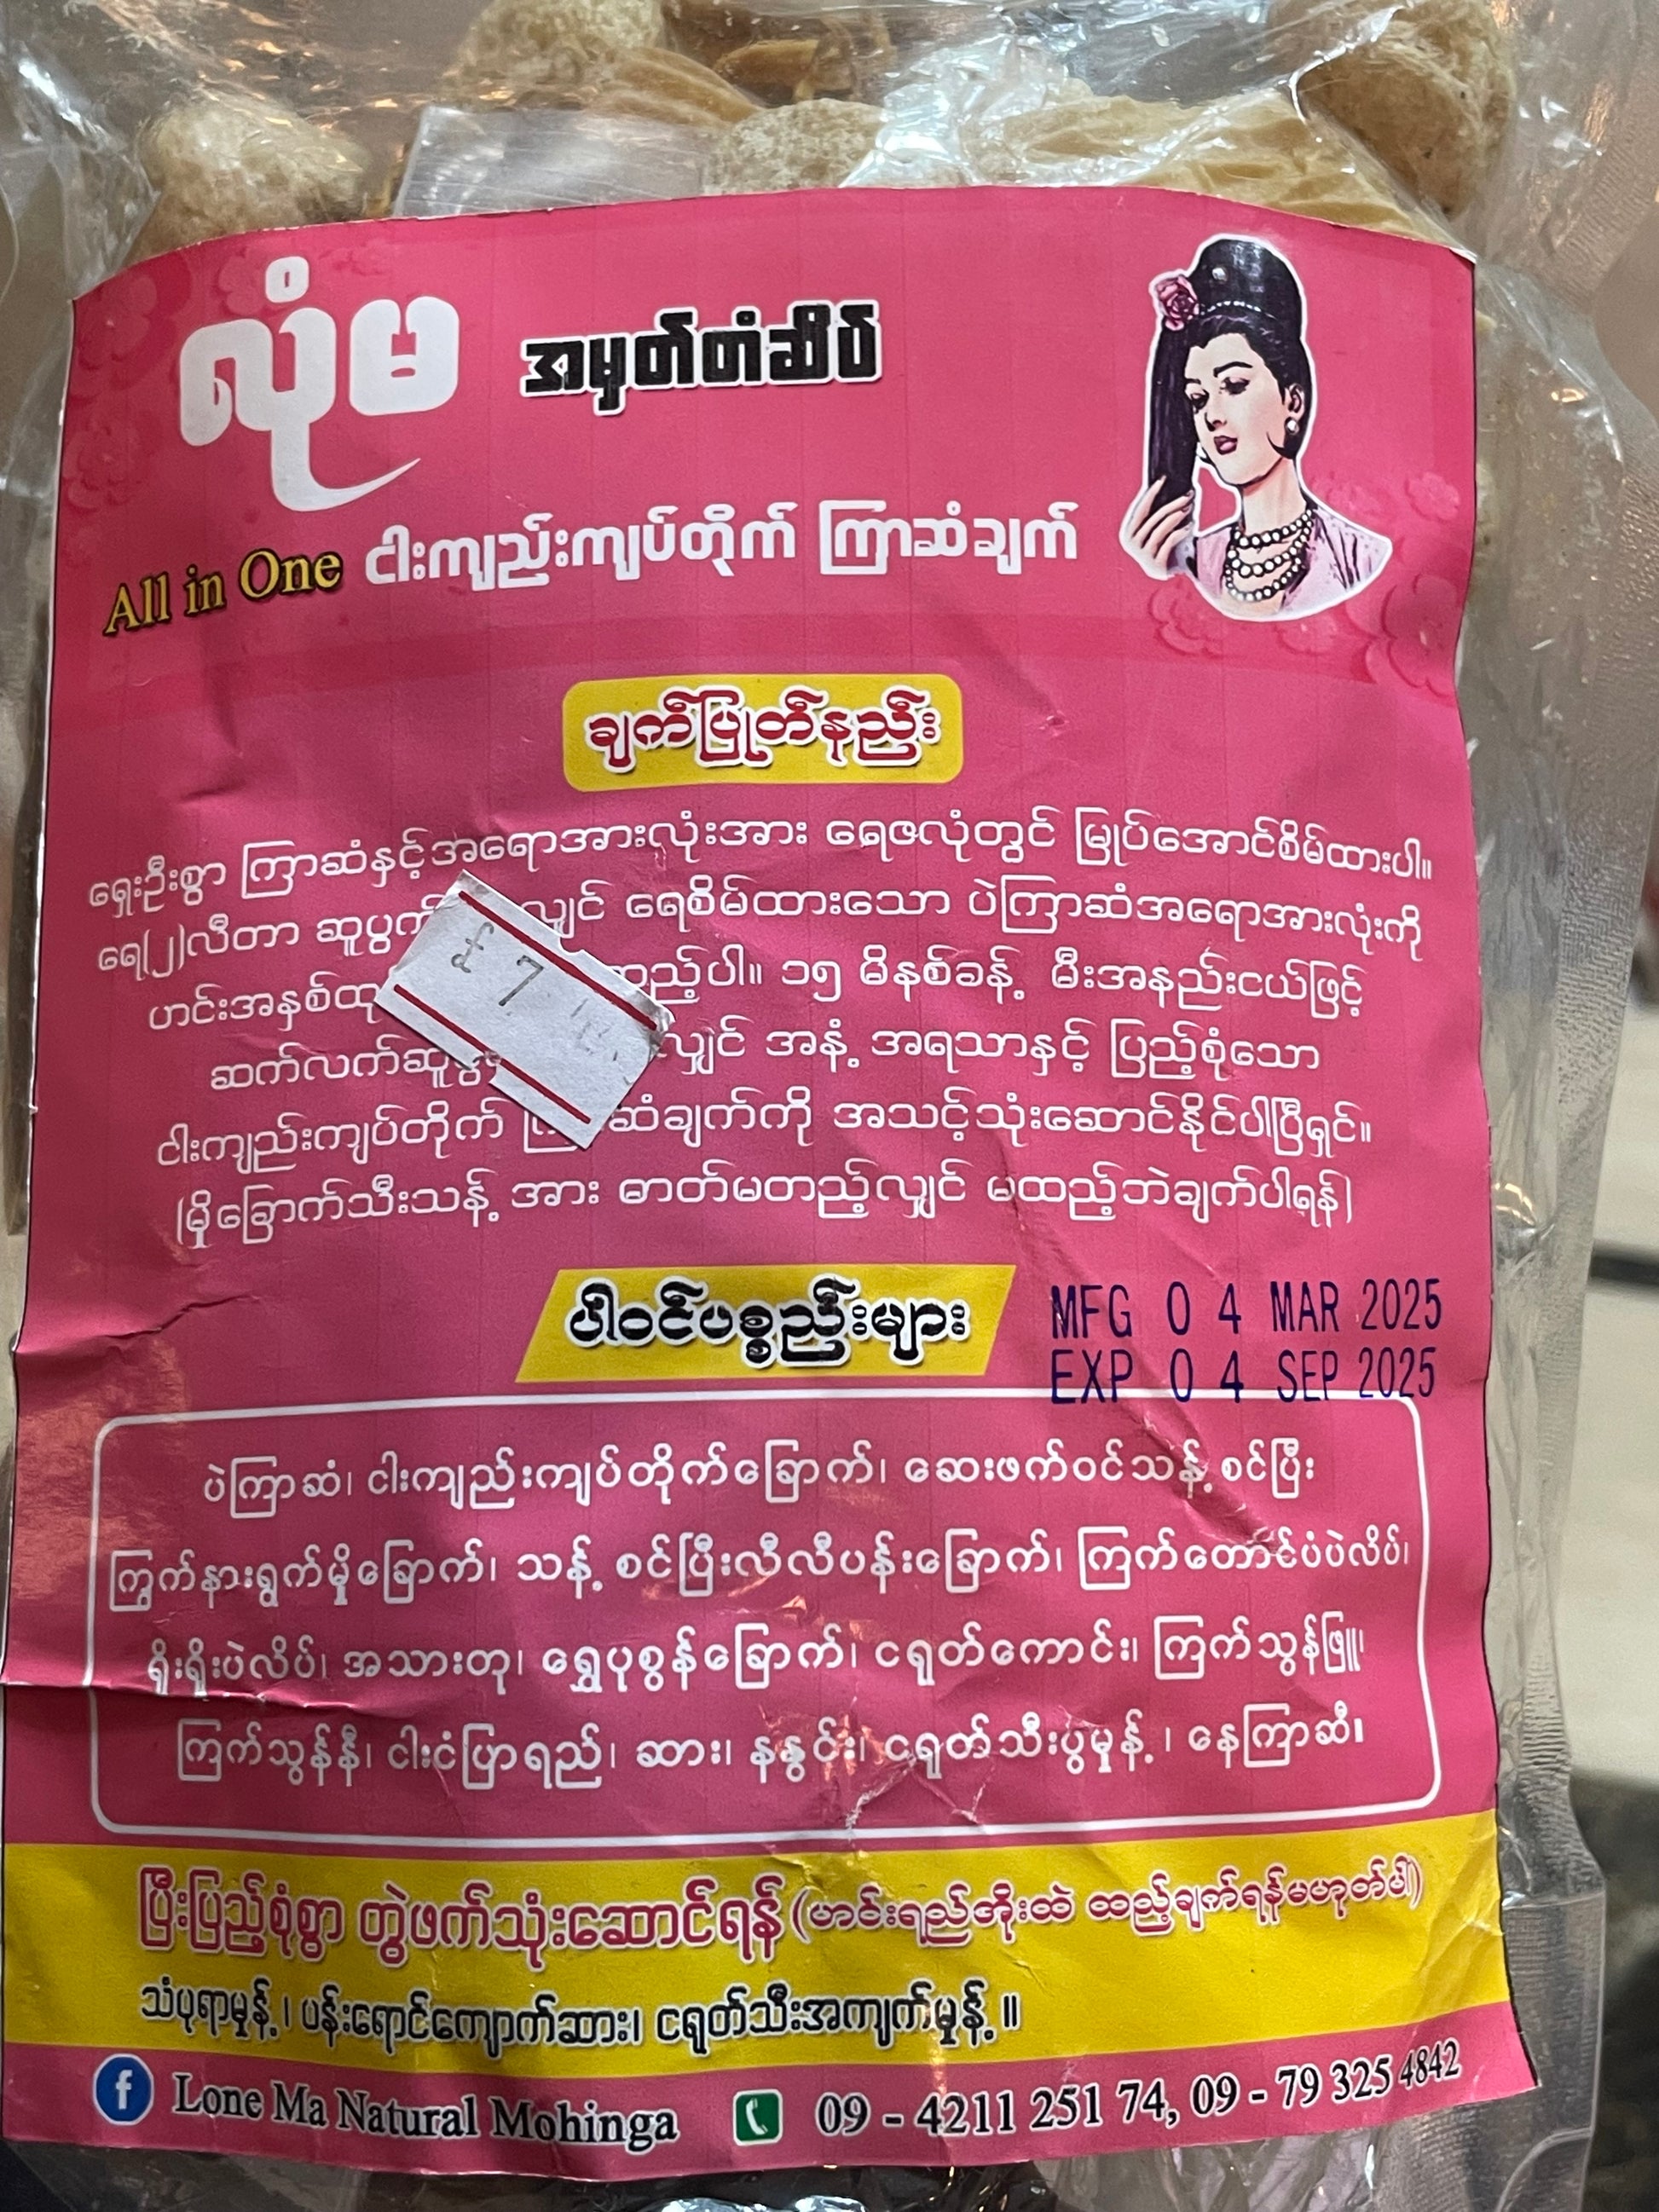 လုံမ အမှတ်တံဆိပ်
All in One ငါးကျည်းကျပ်တိုက် ကြာဆံချက်
ချက်ပြုတ်နည်း
ရှေးဦးစွာ ကြာဆံနှင့်အရောအားလုံးအား ရေဇလုံတွင် မြုပ်အောင်စိမ်ထားပါ။
ရေ(၂)လီတာ ဆူပွက် လျှင် ရေစိမ်ထားသော ပဲကြာဆံအရောအားလုံးကို
ဟင်းအနှစ်ထု ည့်ပါ။ ၁၅ မိနစ်ခန့် မီးအနည်းငယ်ဖြင့်
ဆက်လက်ဆူ လျှင် အနံ့ အရသာနှင့် ပြည့်စုံသော
ငါးကျည်းကျပ်တိုက် ဆံချက်ကို အသင့်သုံးဆောင်နိုင်ပါပြီရှင်။
(မှိုခြောက်သီးသန့် အား ဓာတ်မတည့်လျှင် မထည့်ဘဲချက်ပါရန်)
ပါဝင်ပစ္စည်းများ
MFG 0 4 MAR 2025
EXP 0 4 SEP 2025
ပဲကြာဆံ၊ ငါးကျည်းကျပ်တိုက်ခြောက်၊ ဆေးဖက်ဝင်သန့် စင်ပြီး
ကြွက်နားရွက်မှိုခြောက်၊ သန့် စင်ပြီးလီလီပန်းခြောက်၊ ကြက်တောင်ပံပဲလိပ်၊
ရိုးရိုးပဲလိပ်၊ အသားတု၊ ရွှေပုစွန်ခြောက်၊ ငရုတ်ကောင်း၊ ကြက်သွန်ဖြူ၊
ကြက်သွန်နီ၊ ငါးငံပြာရည်၊ ဆား၊ နနွင်း၊ ငရုတ်သီးပွမှုန့် ၊ နေကြာဆီ၊
ပြီးပြည့်စုံစွာ တွဲဖက်သုံးဆောင်ရန် (ဟင်းရည်အိုးထဲ ထည့်ချက်ရန်မဟုတ်ပါ)
သံပုရာမှုန့် ၊ ပန်းရောင်ကျောက်ဆား၊ ငရုတ်သီးအကျက်မှုန့် ။
Lone Ma Natural Mohinga 09 - 4211 251 74, 09 - 79 325 4842
£ 7